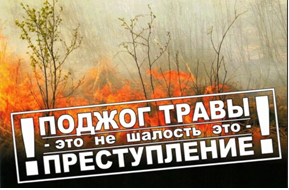 ПОДЖОГ ТРАВЫ
- это не шалость это -
ПРЕСТУПЛЕНИЕ
! !